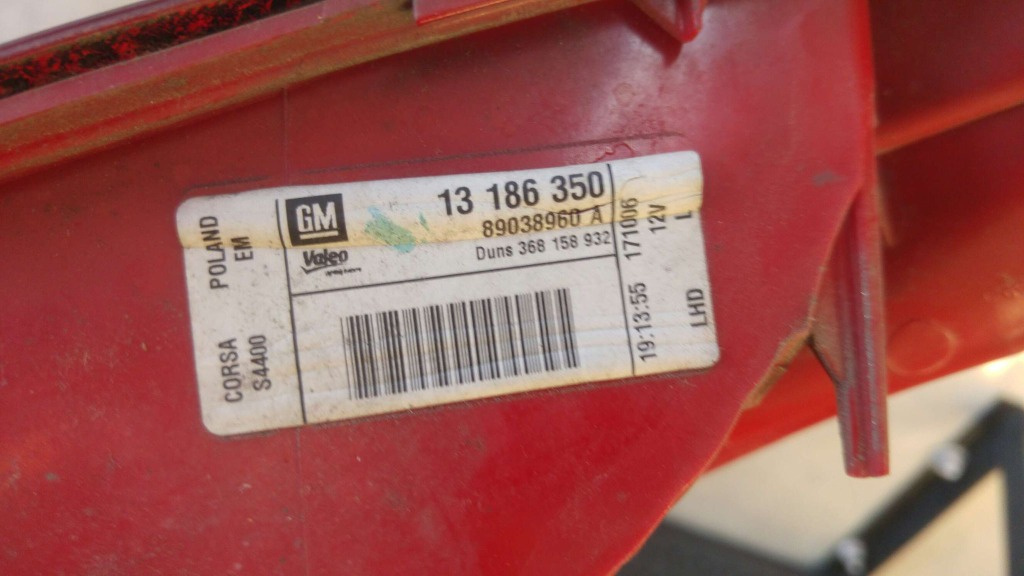 POLAND
EM
CORSA
S4400
GM
Valeo
13 186 350
89038960 A
Duns 368 158 932
19:13:55 171006
12V
L
LHD